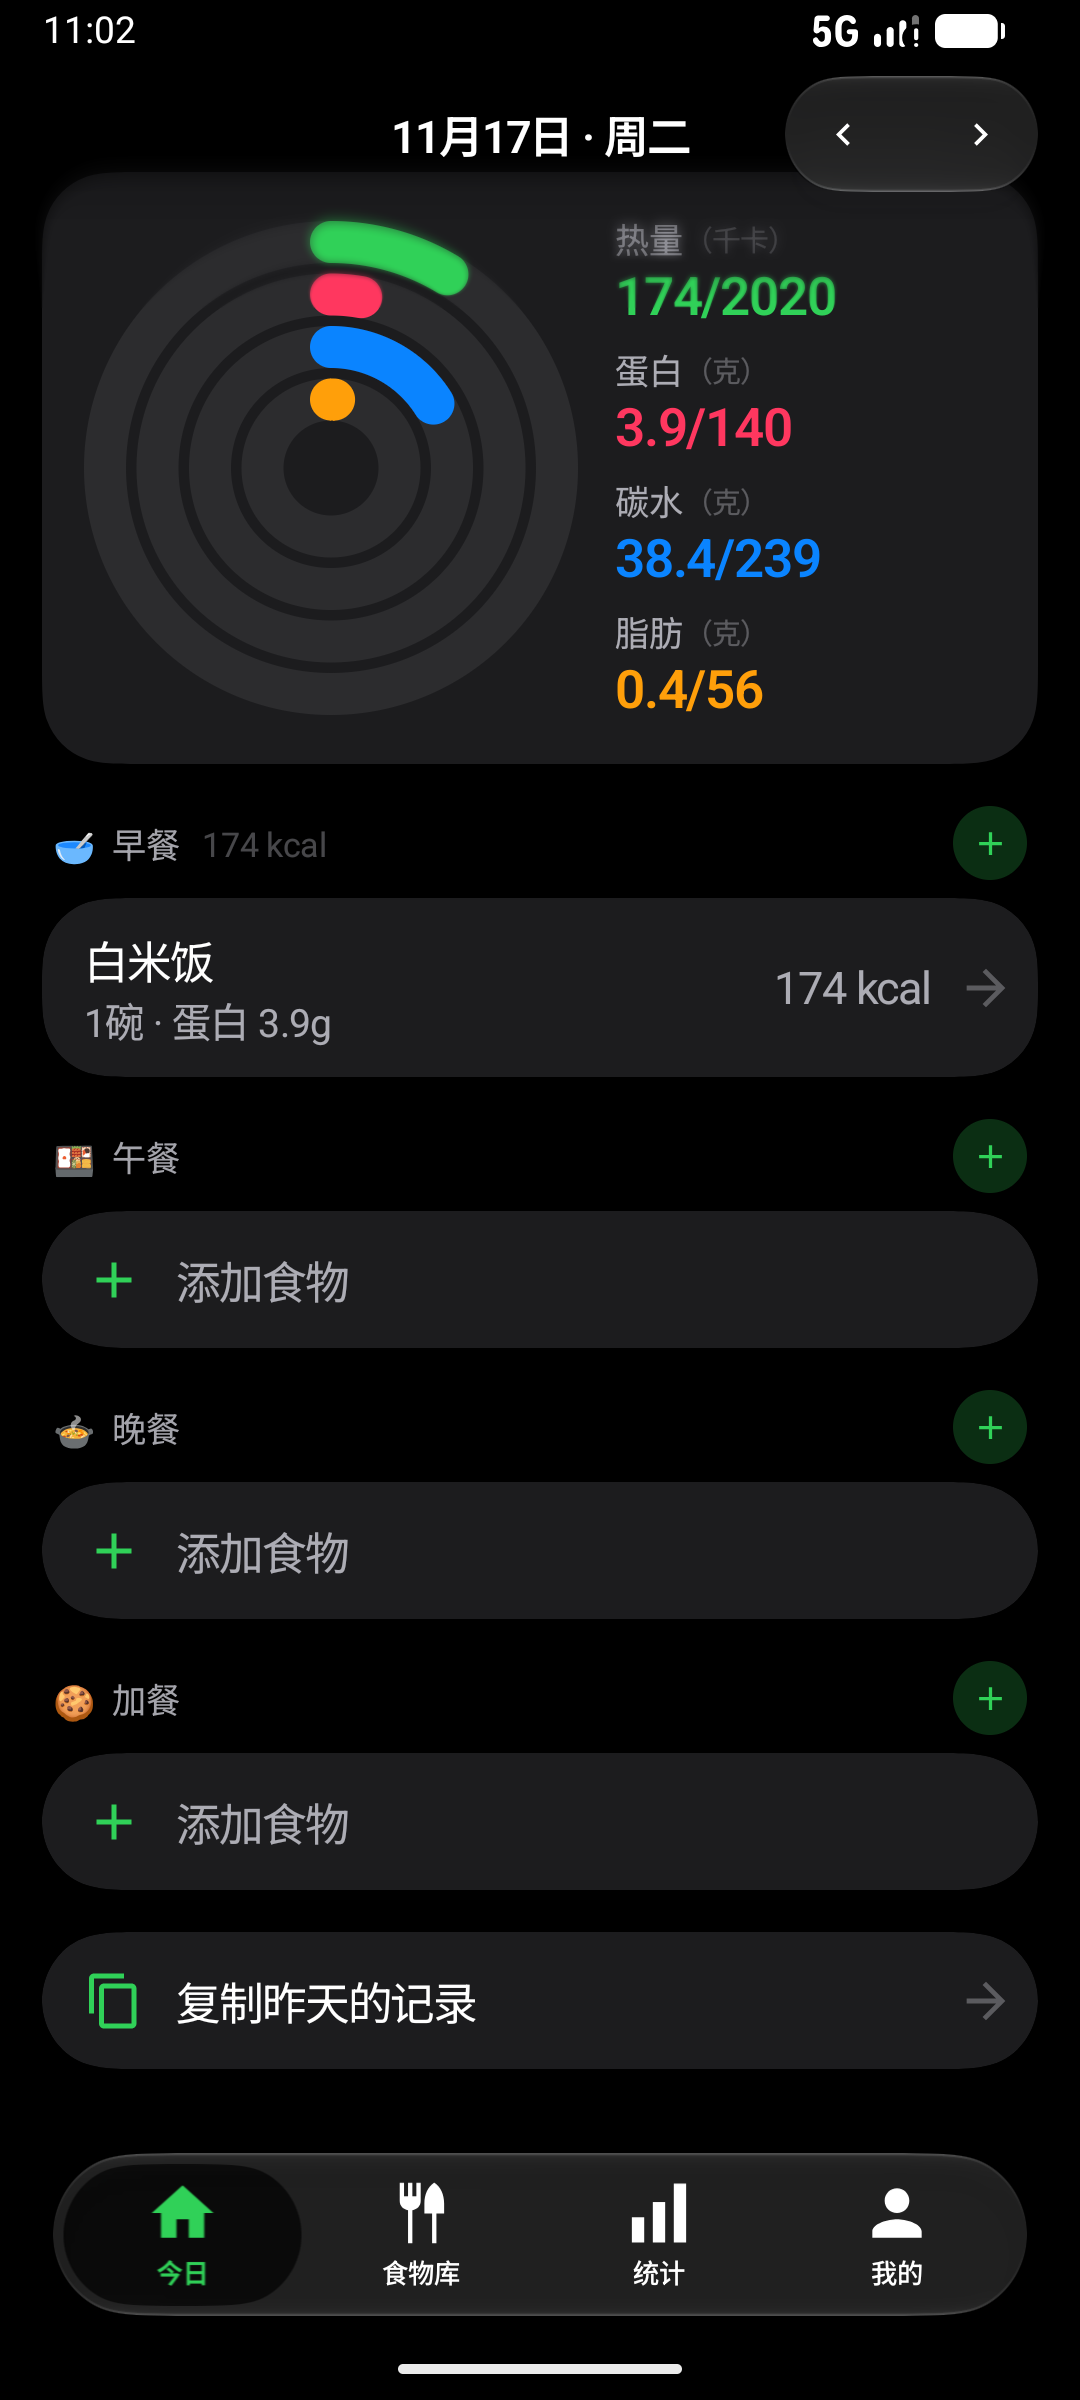 11:02
5G
11月17日 · 周二
热量（千卡）
174/2020
蛋白（克）
3.9/140
碳水（克）
38.4/239
脂肪（克）
0.4/56
早餐 174 kcal
白米饭
1碗 · 蛋白 3.9g
174 kcal
午餐
添加食物
晚餐
添加食物
加餐
添加食物
复制昨天的记录
今日
食物库
统计
我的